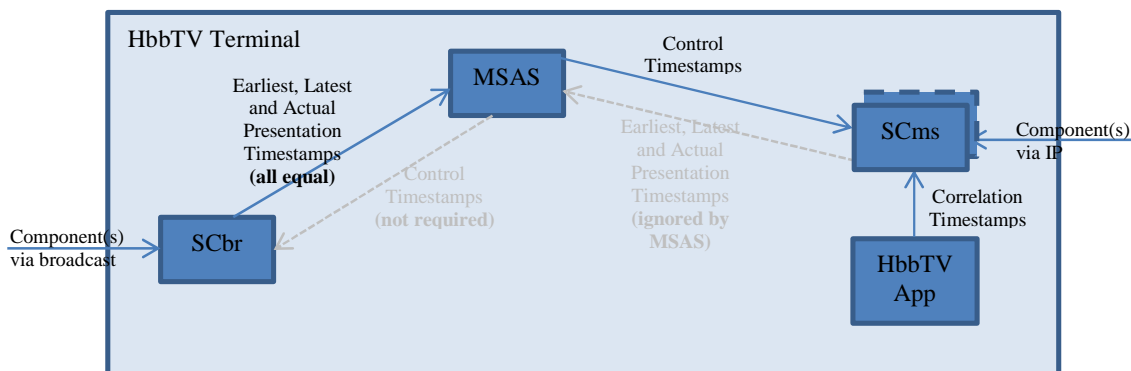 HbbTV Terminal
MSAS
Control
Timestamps
Earliest, Latest
and Actual
Presentation
Timestamps
(all equal)
Earliest, Latest
and Actual
Presentation
Timestamps
(ignored by
MSAS)
Control
Timestamps
(not required)
SCms
Component(s)
via IP
Correlation
Timestamps
Component(s)
via broadcast
SCbr
HbbTV
App